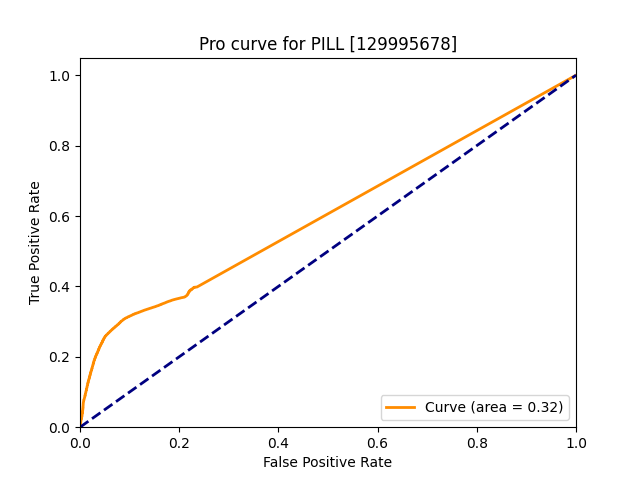 Pro curve for PILL [129995678]
True Positive Rate
1.0
0.8
0.6
0.4
0.2
0.0
0.0 0.2 0.4 0.6 0.8 1.0
False Positive Rate
Curve (area = 0.32)